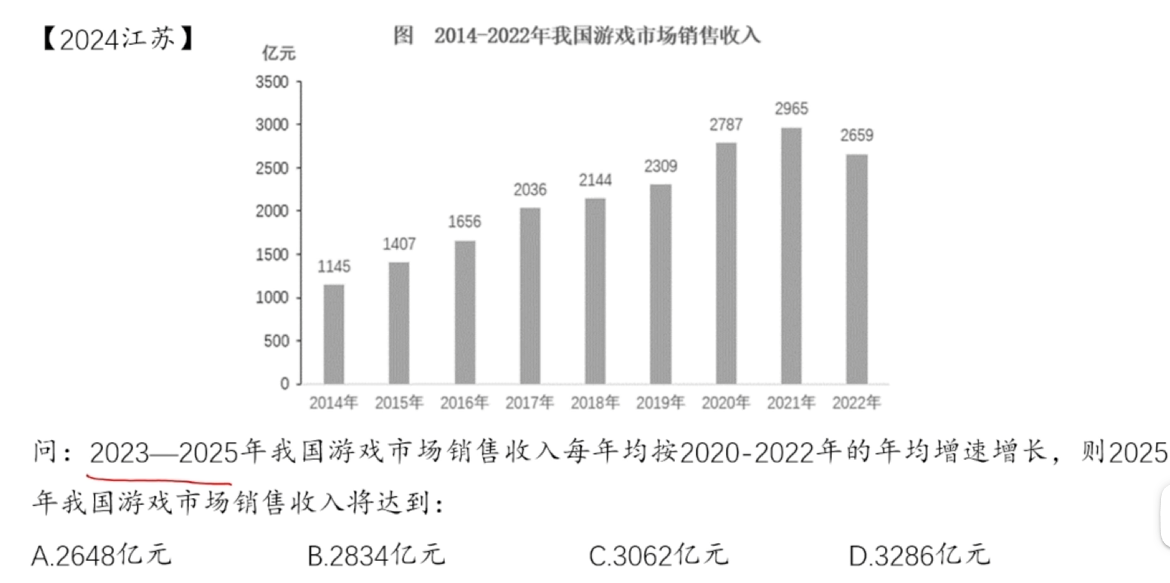 【2024江苏】
图 2014-2022年我国游戏市场销售收入
亿元
3500
3000
2500
2000
1500
1000
500
0
1145
1407
1656
2036
2144
2309
2787
2965
2659
2014年 2015年 2016年 2017年 2018年 2019年 2020年 2021年 2022年
问：2023—2025年我国游戏市场销售收入每年均按2020-2022年的年均增速增长，则2025
年我国游戏市场销售收入将达到：
A.2648亿元 B.2834亿元 C.3062亿元 D.3286亿元